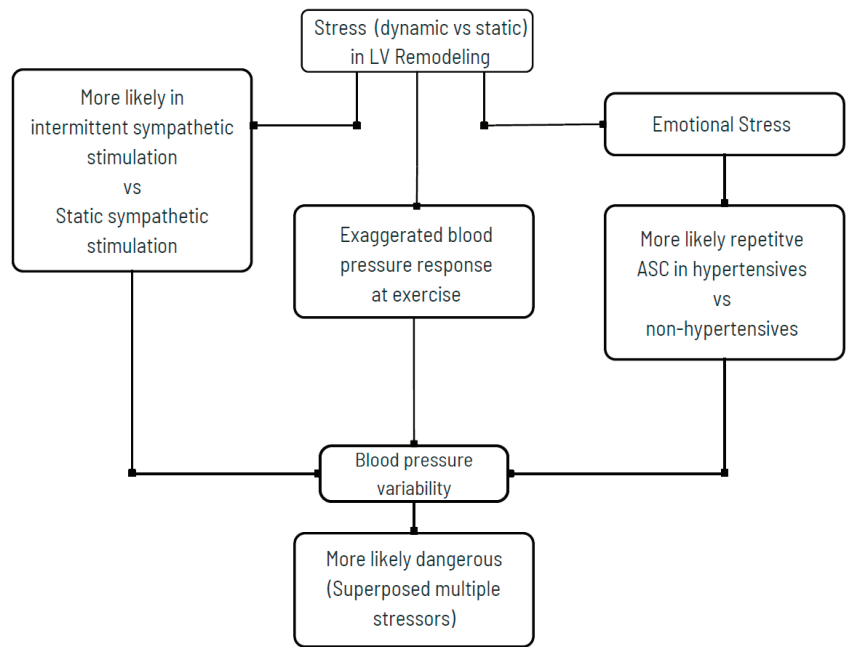 Stress (dynamic vs static)
in LV Remodeling
More likely in
intermittent sympathetic
stimulation
vs
Static sympathetic
stimulation
Exaggerated blood
pressure response
at exercise
Emotional Stress
More likely repetitve
ASC in hypertensives
vs
non-hypertensives
Blood pressure
variability
More likely dangerous
(Superposed multiple
stressors)